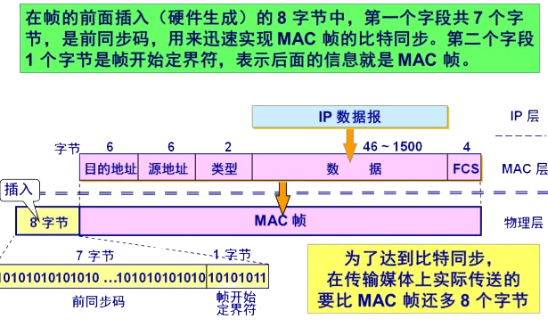 在帧的前面插入（硬件生成）的 8 字节中，第一个字段共 7 个字
节，是前同步码，用来迅速实现 MAC 帧的比特同步。第二个字段
1 个字节是帧开始定界符，表示后面的信息就是 MAC 帧。
IP 数据报
IP 层
字节 6 6 2 46 ~ 1500 4
目的地址 源地址 类型 数 据 FCS
MAC 层
插入
8 字节
MAC 帧
物理层
7 字节 1 字节
10101010101010 ...101010101010 10101011
前同步码
帧开始
定界符
为了达到比特同步，
在传输媒体上实际传送的
要比 MAC 帧还多 8 个字节